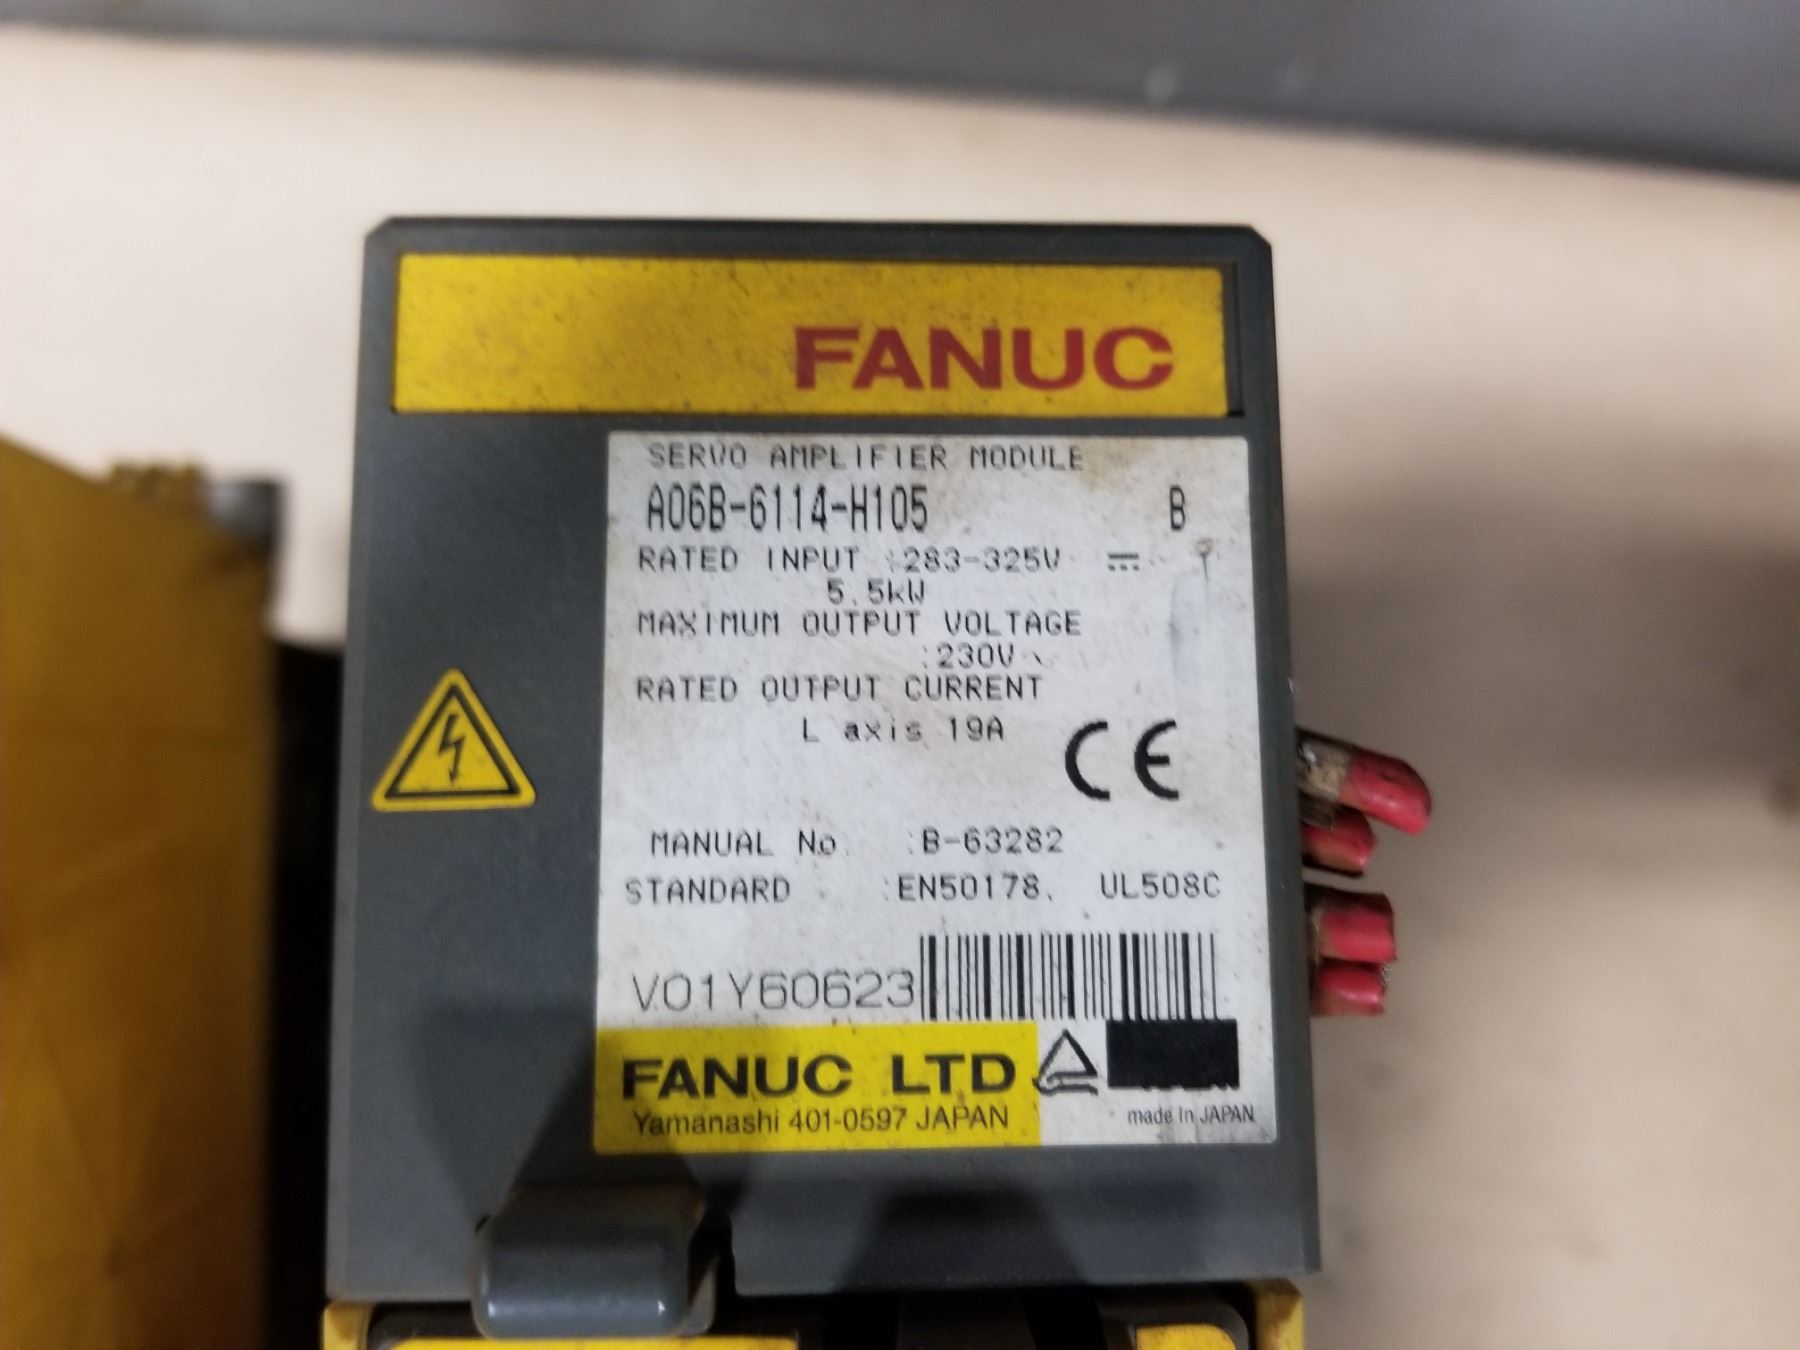 FANUC
SERVO AMPLIFIER MODULE
A06B-6114-H105 B
RATED INPUT :283-325V ⎓
5.5kW
MAXIMUM OUTPUT VOLTAGE
:230V~
RATED OUTPUT CURRENT
L axis 19A
CE
MANUAL No. :B-63282
STANDARD :EN50178, UL508C
V01Y60623
FANUC LTD
Yamanashi 401-0597 JAPAN
made In JAPAN